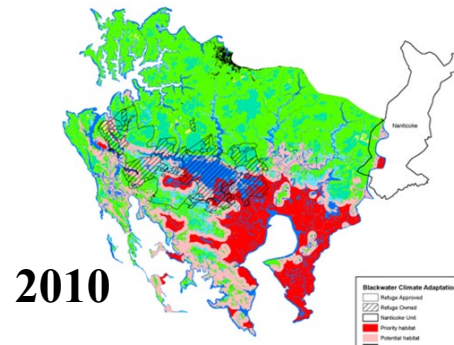 Nanticoke
2010
Blackwater Climate Adaptation
Refuge Approved
Refuge Owned
Nanticoke Unit
Priority habitat
Potential habitat